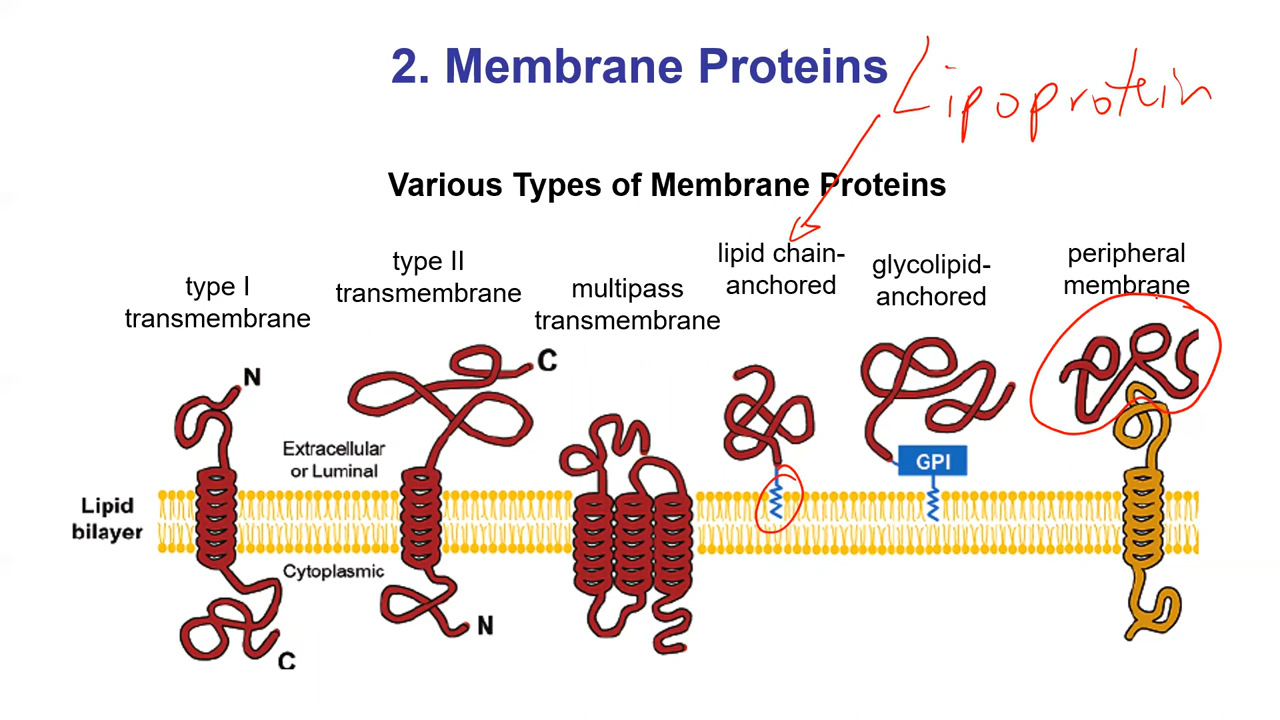 2. Membrane Proteins
Lipoprotein
Various Types of Membrane Proteins
type I
transmembrane
type II
transmembrane
multipass
transmembrane
lipid chain-
anchored
glycolipid-
anchored
peripheral
membrane
N
C
Extracellular
or Luminal
GPI
Lipid
bilayer
Cytoplasmic
N
C